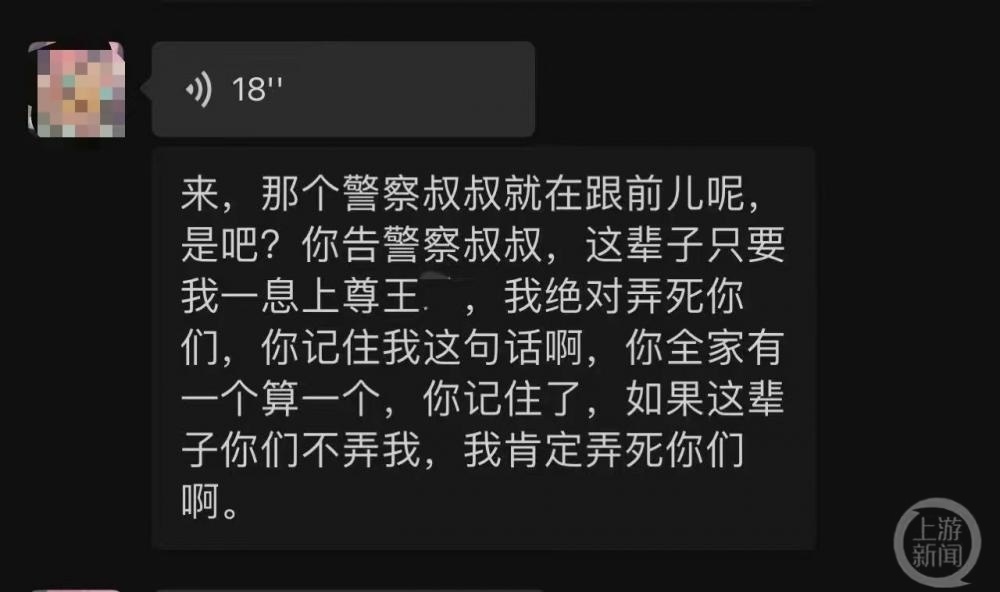 18''
来，那个警察叔叔就在跟前儿呢，
是吧？你告警察叔叔，这辈子只要
我一息上尊王，我绝对弄死你
们，你记住我这句话啊，你全家有
一个算一个，你记住了，如果这辈
子你们不弄我，我肯定弄死你们
啊。
上游
新闻